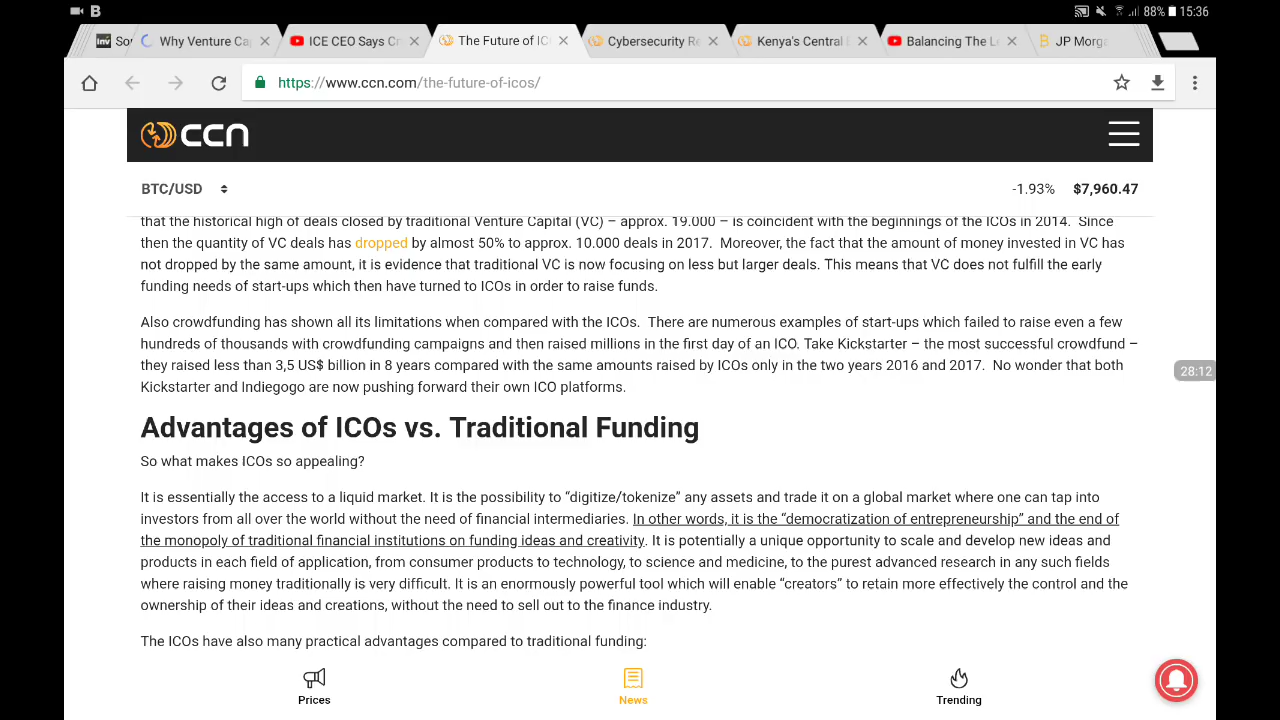 B
88% 15:36
Inv So Why Venture Ca ICE CEO Says Cr The Future of IC Cybersecurity Re Kenya's Central B Balancing The Le JP Morga
https://www.ccn.com/the-future-of-icos/
ccn
BTC/USD -1.93% $7,960.47
that the historical high of deals closed by traditional Venture Capital (VC) – approx. 19.000 – is coincident with the beginnings of the ICOs in 2014. Since
then the quantity of VC deals has dropped by almost 50% to approx. 10.000 deals in 2017. Moreover, the fact that the amount of money invested in VC has
not dropped by the same amount, it is evidence that traditional VC is now focusing on less but larger deals. This means that VC does not fulfill the early
funding needs of start-ups which then have turned to ICOs in order to raise funds.
Also crowdfunding has shown all its limitations when compared with the ICOs. There are numerous examples of start-ups which failed to raise even a few
hundreds of thousands with crowdfunding campaigns and then raised millions in the first day of an ICO. Take Kickstarter – the most successful crowdfund –
they raised less than 3,5 US$ billion in 8 years compared with the same amounts raised by ICOs only in the two years 2016 and 2017. No wonder that both
28:12
Kickstarter and Indiegogo are now pushing forward their own ICO platforms.
Advantages of ICOs vs. Traditional Funding
So what makes ICOs so appealing?
It is essentially the access to a liquid market. It is the possibility to “digitize/tokenize” any assets and trade it on a global market where one can tap into
investors from all over the world without the need of financial intermediaries. In other words, it is the “democratization of entrepreneurship” and the end of
the monopoly of traditional financial institutions on funding ideas and creativity. It is potentially a unique opportunity to scale and develop new ideas and
products in each field of application, from consumer products to technology, to science and medicine, to the purest advanced research in any such fields
where raising money traditionally is very difficult. It is an enormously powerful tool which will enable “creators” to retain more effectively the control and the
ownership of their ideas and creations, without the need to sell out to the finance industry.
The ICOs have also many practical advantages compared to traditional funding:
Prices News Trending